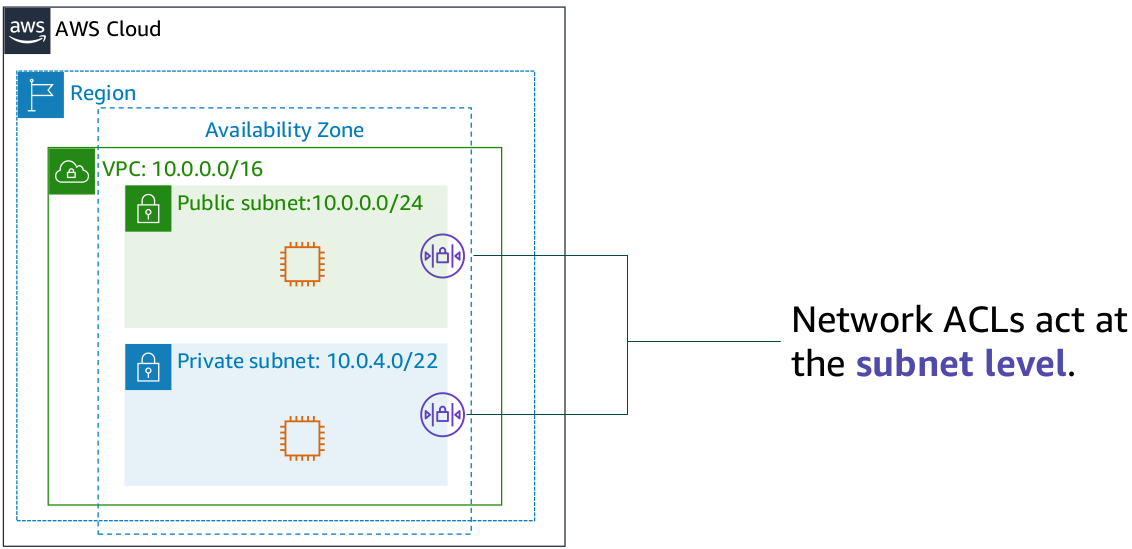 aws
AWS Cloud
Region
Availability Zone
VPC: 10.0.0.0/16
Public subnet:10.0.0.0/24
Private subnet: 10.0.4.0/22
Network ACLs act at
the subnet level.